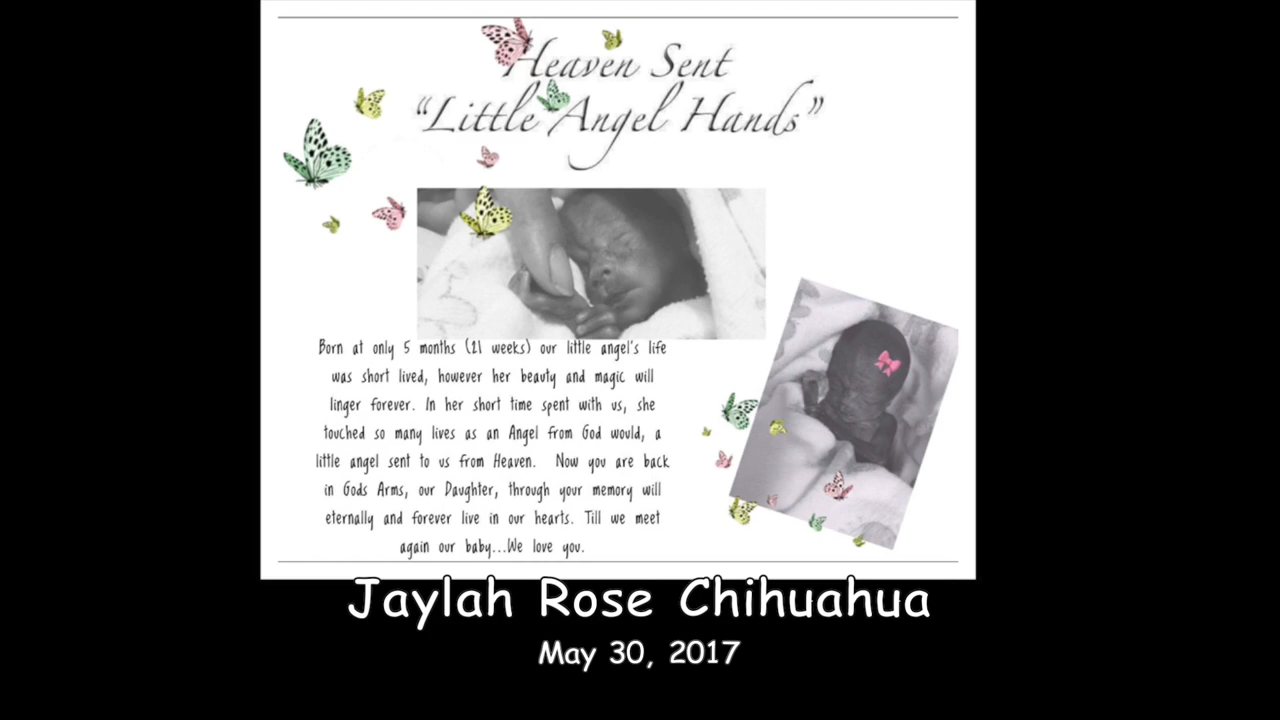 Heaven Sent
“Little Angel Hands”
Born at only 5 months (21 weeks) our little angel's life
was short lived, however her beauty and magic will
linger forever. In her short time spent with us, she
touched so many lives as an Angel from God would, a
little angel sent to us from Heaven. Now you are back
in Gods Arms, our Daughter, through your memory will
eternally and forever live in our hearts. Till we meet
again our baby...We love you.
Jaylah Rose Chihuahua
May 30, 2017